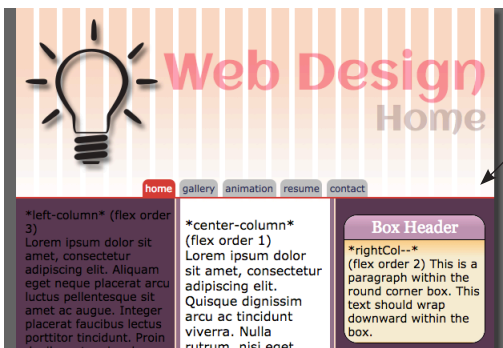 Web Design
Home
home gallery animation resume contact
*left-column* (flex order
3)
Lorem ipsum dolor sit
amet, consectetur
adipiscing elit. Aliquam
eget neque placerat arcu
luctus pellentesque sit
amet ac augue. Integer
placerat faucibus lectus
porttitor tincidunt. Proin
*center-column*
(flex order 1)
Lorem ipsum dolor sit
amet, consectetur
adipiscing elit.
Quisque dignissim
arcu ac tincidunt
viverra. Nulla
rutrum, nisi eget
Box Header
*rightCol--*
(flex order 2) This is a
paragraph within the
round corner box. This
text should wrap
downward within the
box.